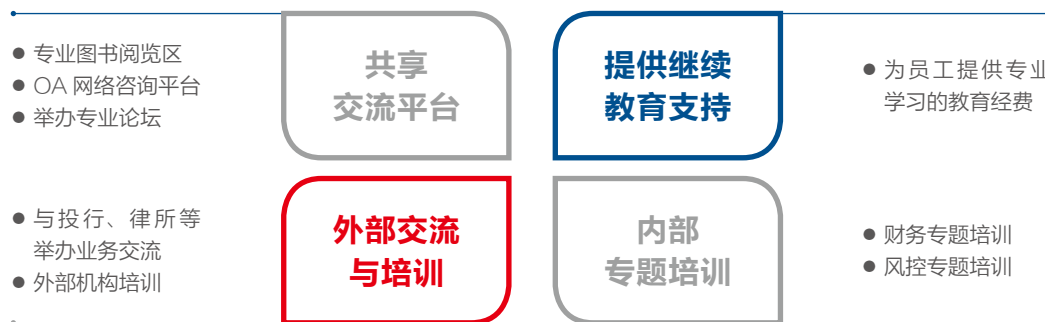 ● 专业图书阅览区
● OA 网络咨询平台
● 举办专业论坛
共享
交流平台
提供继续
教育支持
● 为员工提供专业
学习的教育经费
● 与投行、律所等
举办业务交流
● 外部机构培训
外部交流
与培训
内部
专题培训
● 财务专题培训
● 风控专题培训